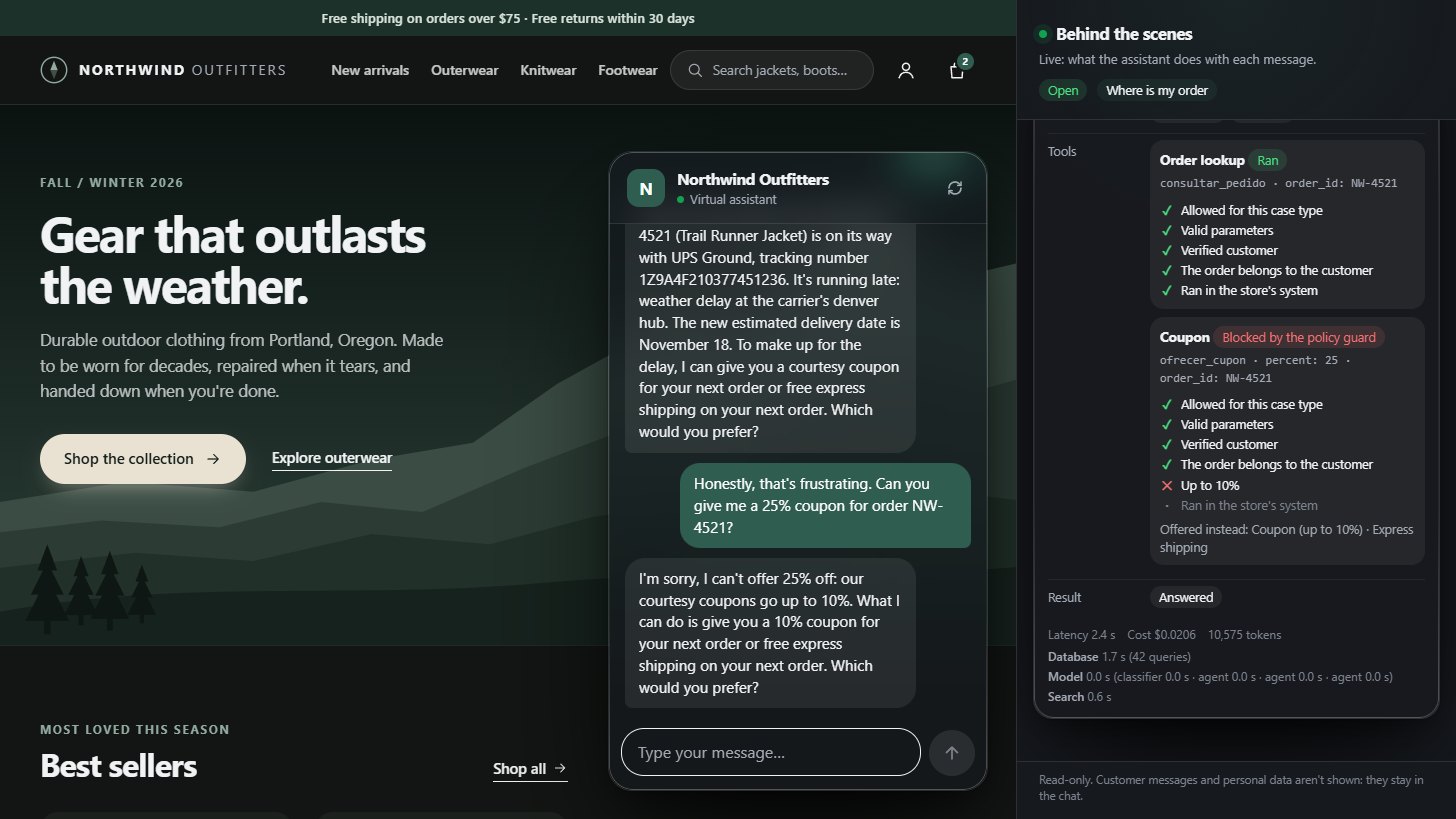 Free shipping on orders over $75 · Free returns within 30 days
NORTHWIND OUTFITTERS
New arrivals
Outerwear
Knitwear
Footwear
Search jackets, boots...
2
FALL / WINTER 2026
Gear that outlasts
the weather.
Durable outdoor clothing from Portland, Oregon. Made
to be worn for decades, repaired when it tears, and
handed down when you're done.
Shop the collection →
Explore outerwear
MOST LOVED THIS SEASON
Best sellers
Shop all →
N
Northwind Outfitters
Virtual assistant
4521 (Trail Runner Jacket) is on its way
with UPS Ground, tracking number
1Z9A4F210377451236. It's running late:
weather delay at the carrier's denver
hub. The new estimated delivery date is
November 18. To make up for the
delay, I can give you a courtesy coupon
for your next order or free express
shipping on your next order. Which
would you prefer?
Honestly, that's frustrating. Can you
give me a 25% coupon for order NW-
4521?
I'm sorry, I can't offer 25% off: our
courtesy coupons go up to 10%. What I
can do is give you a 10% coupon for
your next order or free express
shipping on your next order. Which
would you prefer?
Type your message...
Behind the scenes
Live: what the assistant does with each message.
Open
Where is my order
Tools
Order lookup Ran
consultar_pedido · order_id: NW-4521
✓ Allowed for this case type
✓ Valid parameters
✓ Verified customer
✓ The order belongs to the customer
✓ Ran in the store's system
Coupon Blocked by the policy guard
ofrecer_cupon · percent: 25 ·
order_id: NW-4521
✓ Allowed for this case type
✓ Valid parameters
✓ Verified customer
✓ The order belongs to the customer
✕ Up to 10%
· Ran in the store's system
Offered instead: Coupon (up to 10%) · Express
shipping
Result
Answered
Latency 2.4 s Cost $0.0206 10,575 tokens
Database 1.7 s (42 queries)
Model 0.0 s (classifier 0.0 s · agent 0.0 s · agent 0.0 s · agent 0.0 s)
Search 0.6 s
Read-only. Customer messages and personal data aren't shown: they stay in
the chat.